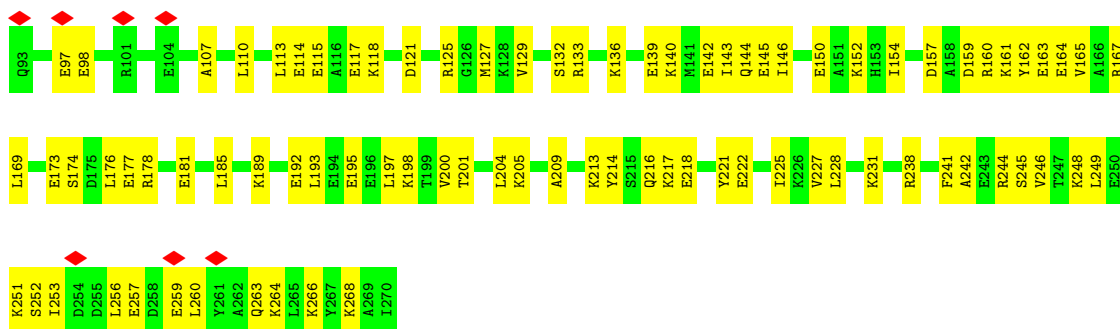 Q93 E97 E98 R101 E104 A107 L110 L113 E114 E115 A116 E117 K118 D121 R125 G126 M127 K128 V129 S132 R133 K136 E139 K140 M141 E142 I143 Q144 E145 I146 E150 A151 K152 H153 I154 D157 A158 D159 R160 K161 Y162 E163 E164 V165 A166 R167
L169 E173 S174 D175 L176 E177 R178 E181 L185 K189 E192 L193 E194 E195 E196 L197 K198 T199 V200 T201 L204 K205 A209 K213 Y214 S215 Q216 K217 E218 Y221 E222 I225 K226 V227 L228 K231 R238 F241 A242 E243 R244 S245 V246 T247 K248 L249 E250
K251 S252 I253 D254 D255 L256 E257 D258 E259 L260 Y261 A262 Q263 K264 L265 K266 Y267 K268 A269 I270